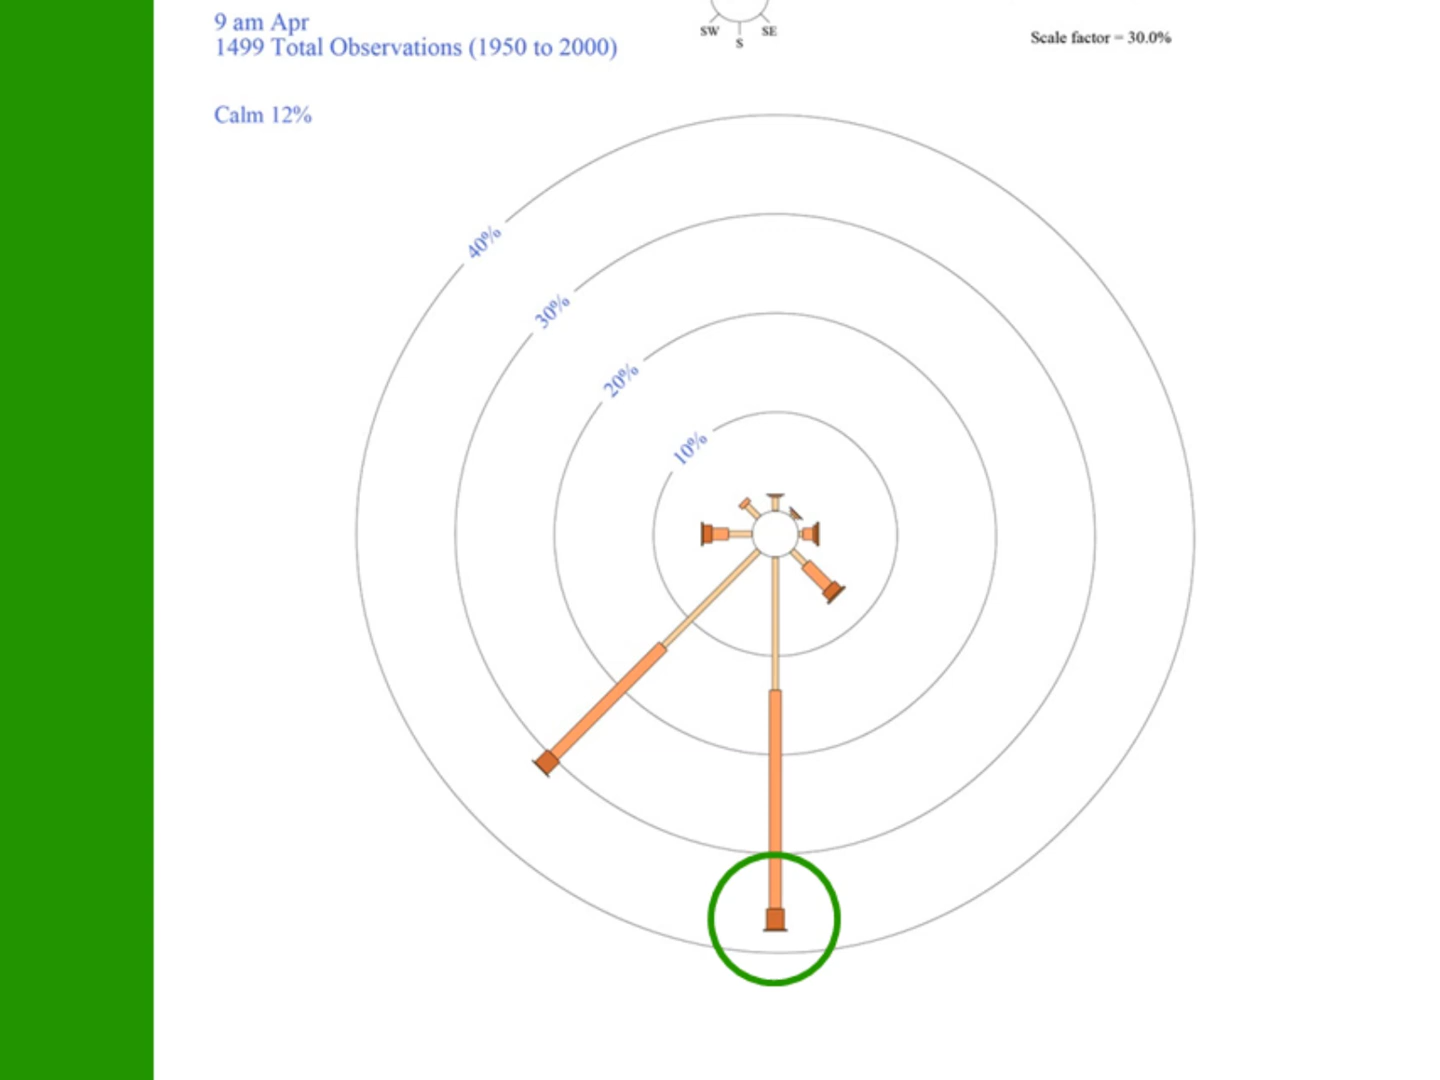 9 am Apr
1499 Total Observations (1950 to 2000)
Calm 12%
SW
SE
S
Scale factor = 30.0%
40%
30%
20%
10%